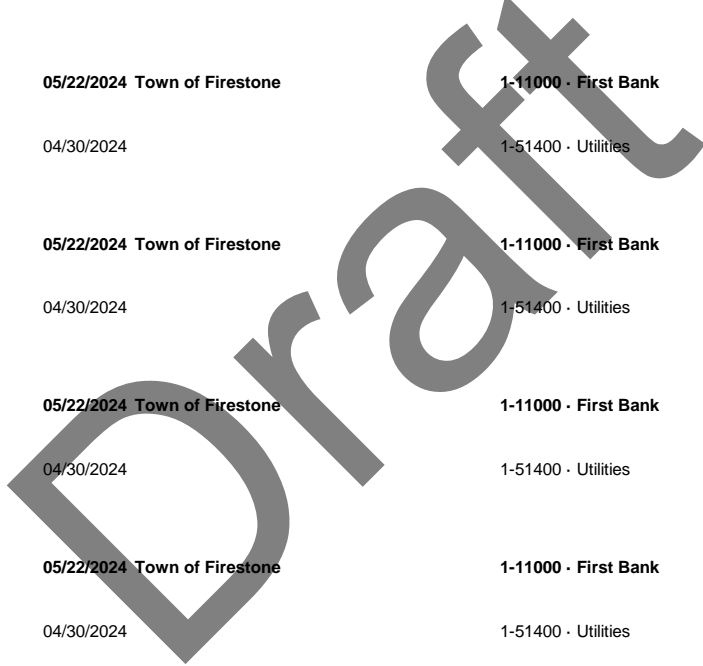 05/22/2024 Town of Firestone 1-11000 · First Bank
04/30/2024 1-51400 · Utilities
05/22/2024 Town of Firestone 1-11000 · First Bank
04/30/2024 1-51400 · Utilities
05/22/2024 Town of Firestone 1-11000 · First Bank
04/30/2024 1-51400 · Utilities
05/22/2024 Town of Firestone 1-11000 · First Bank
04/30/2024 1-51400 · Utilities
Draft